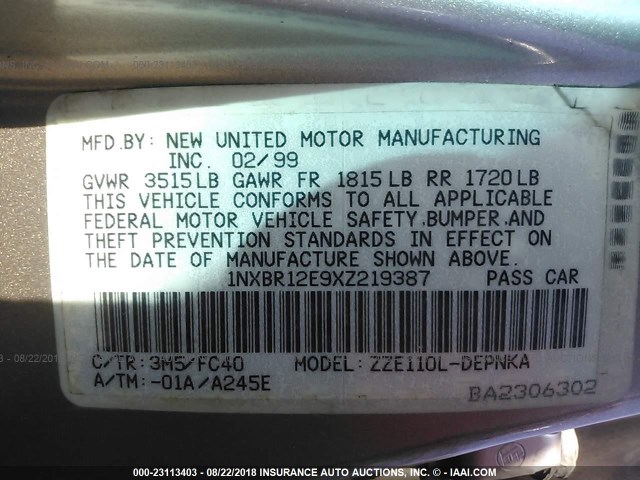 MFD.BY: NEW UNITED MOTOR MANUFACTURING
INC. 02/99
GVWR 3515LB GAWR FR 1815LB RR 1720LB
THIS VEHICLE CONFORMS TO ALL APPLICABLE
FEDERAL MOTOR VEHICLE SAFETY,BUMPER,AND
THEFT PREVENTION STANDARDS IN EFFECT ON
THE DATE OF MANUFACTURE SHOWN ABOVE.
1NXBR12E9XZ219387 PASS CAR
C/TR: 3M5/FC40 MODEL: ZZE110L-DEPNKA
A/TM: -01A/A245E
BA2306302
000-23113403 - 08/22/2018 INSURANCE AUTO AUCTIONS, INC. - IAAI.COM